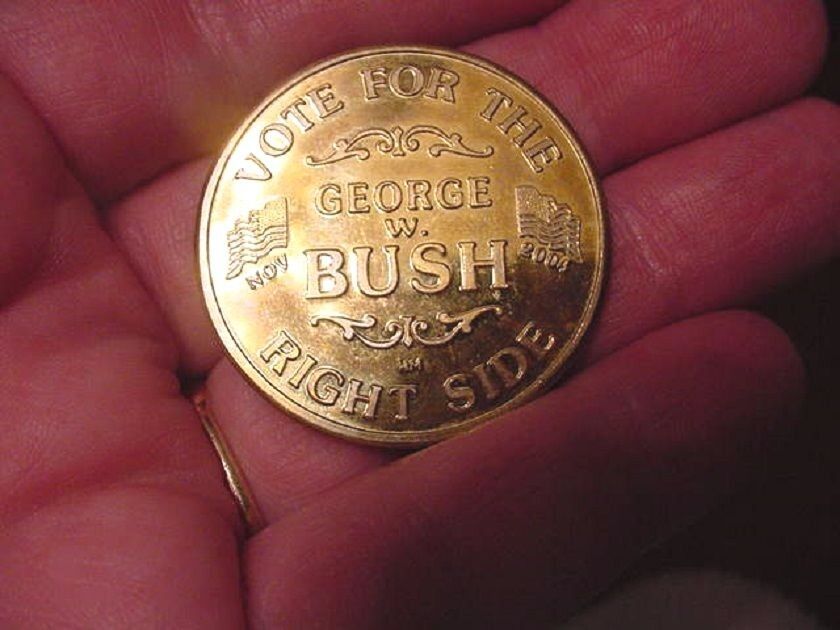 VOTE FOR THE
GEORGE
W.
BUSH
NOV
2004
RIGHT SIDE